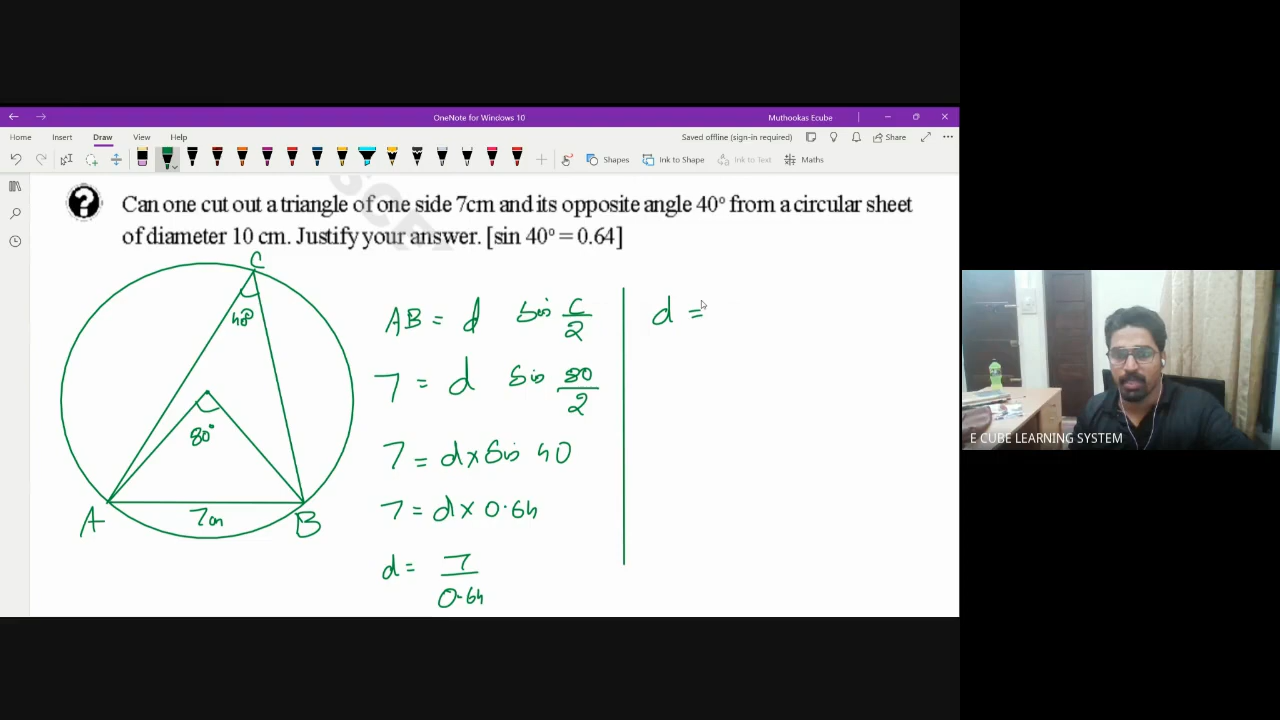 OneNote for Windows 10
Muthookas Ecube
Home Insert Draw View Help
Saved offline (sign-in required)
Share
Shapes
Ink to Shape
Ink to Text
Maths
?
Can one cut out a triangle of one side 7cm and its opposite angle 40° from a circular sheet
of diameter 10 cm. Justify your answer. [sin 40° = 0.64]
C
40°
80°
A
7cm
B
AB = d sin C/2
7 = d sin 80/2
7 = d x sin 40
7 = d x 0.64
d = 7/0.64
d =
E CUBE LEARNING SYSTEM